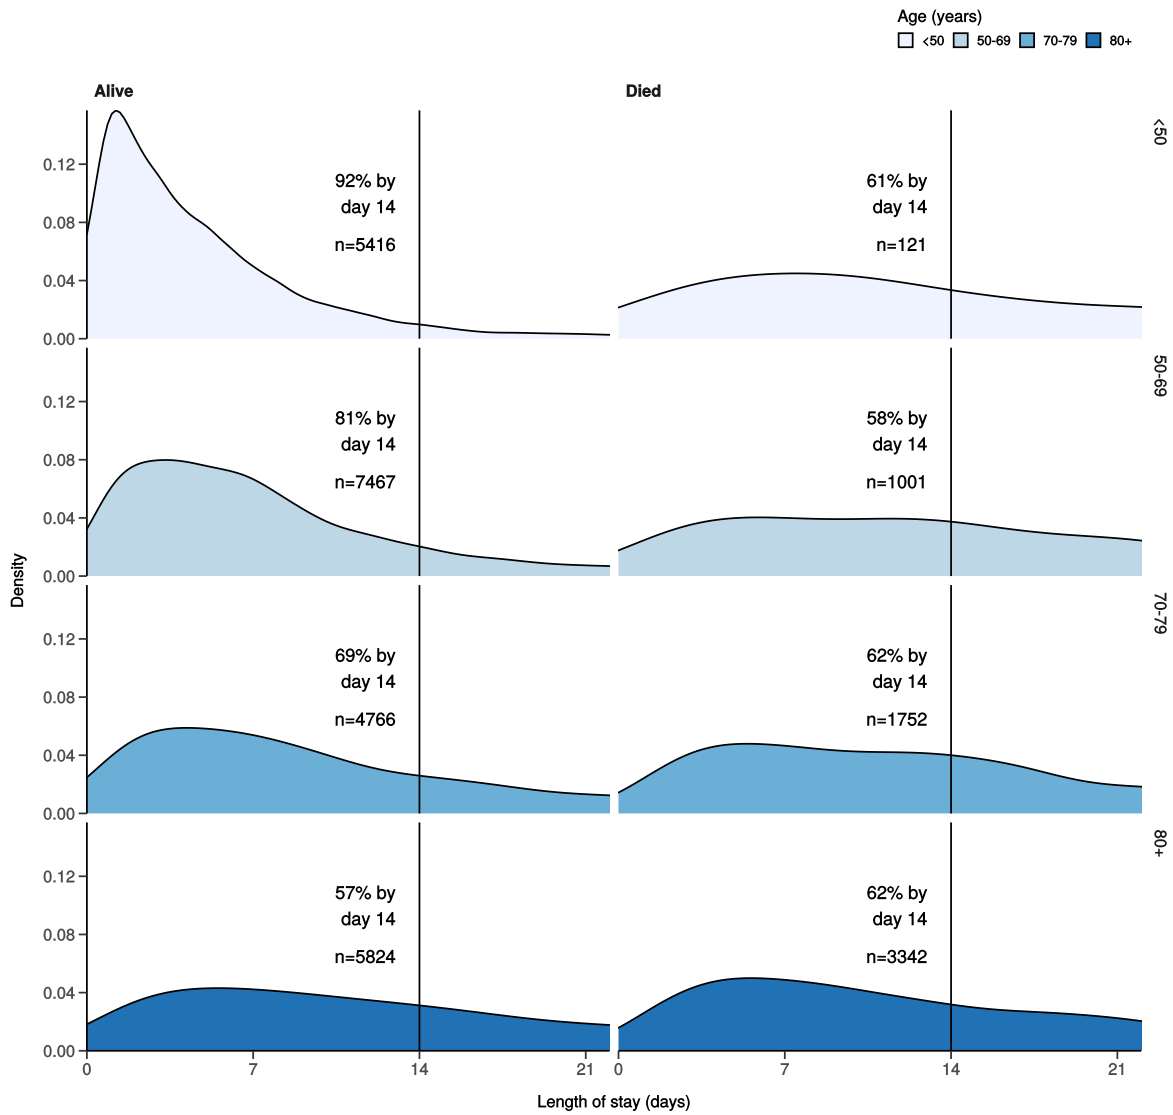 Age (years)
<50 50-69 70-79 80+
Alive Died
<50
0.12
0.08
0.04
0.00
92% by
day 14
n=5416
61% by
day 14
n=121
50-69
0.12
0.08
0.04
0.00
81% by
day 14
n=7467
58% by
day 14
n=1001
Density
70-79
0.12
0.08
0.04
0.00
69% by
day 14
n=4766
62% by
day 14
n=1752
80+
0.12
0.08
0.04
0.00
57% by
day 14
n=5824
62% by
day 14
n=3342
0 7 14 21 0 7 14 21
Length of stay (days)